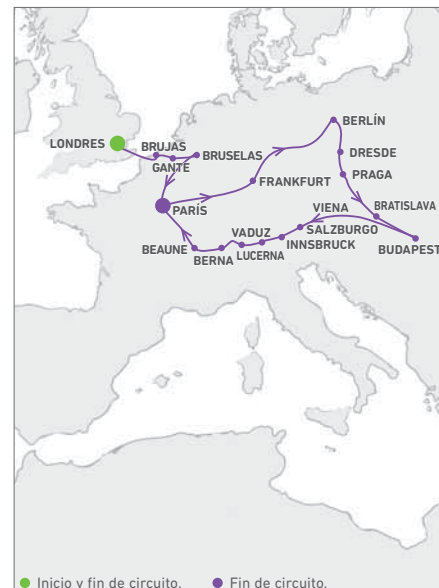 BERLÍN
LONDRES
BRUJAS
GANTE
BRUSELAS
DRESDE
PRAGA
FRANKFURT
PARÍS
BRATISLAVA
VIENA
SALZBURGO
VADUZ
INNSBRUCK
BUDAPEST
BEAUNE
LUCERNA
BERNA
Inicio y fin de circuito.
Fin de circuito.